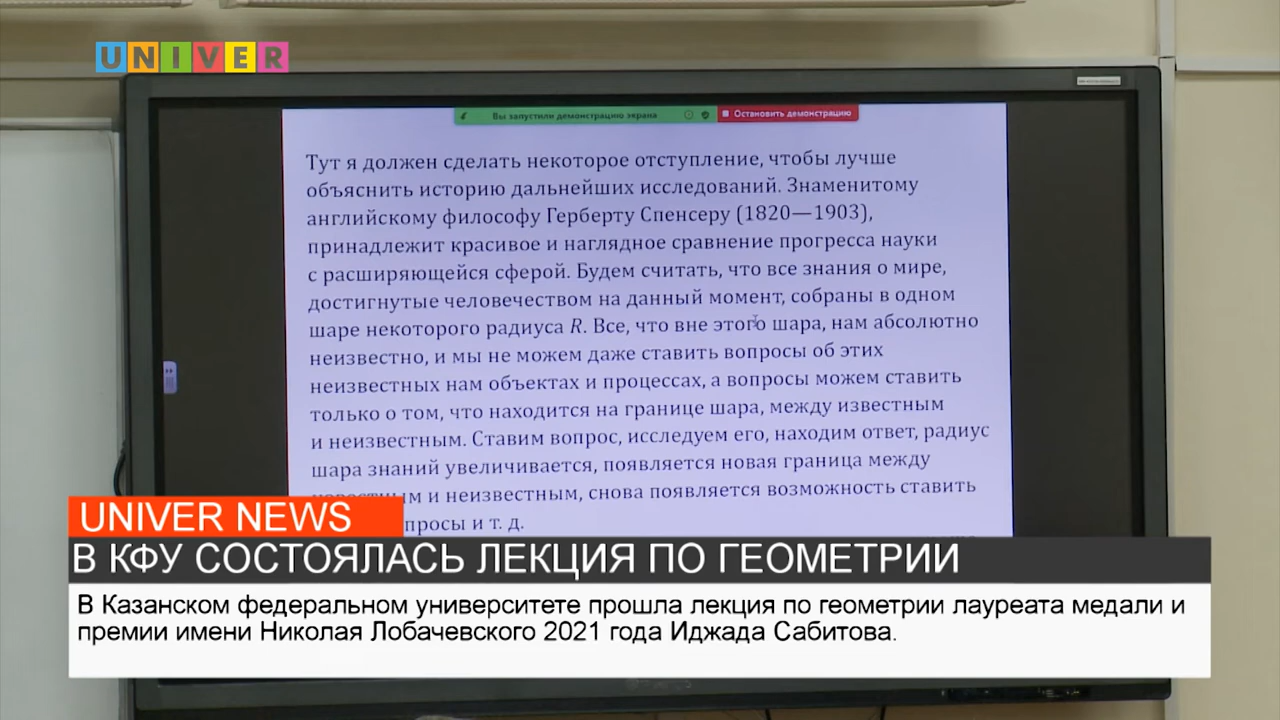 UNIVER
Вы запустили демонстрацию экрана
Остановить демонстрацию
Тут я должен сделать некоторое отступление, чтобы лучше
объяснить историю дальнейших исследований. Знаменитому
английскому философу Герберту Спенсеру (1820—1903),
принадлежит красивое и наглядное сравнение прогресса науки
с расширяющейся сферой. Будем считать, что все знания о мире,
достигнутые человечеством на данный момент, собраны в одном
шаре некоторого радиуса R. Все, что вне этого шара, нам абсолютно
неизвестно, и мы не можем даже ставить вопросы об этих
неизвестных нам объектах и процессах, а вопросы можем ставить
только о том, что находится на границе шара, между известным
и неизвестным. Ставим вопрос, исследуем его, находим ответ, радиус
шара знаний увеличивается, появляется новая граница между
и неизвестным, снова появляется возможность ставить
просы и т. д.
UNIVER NEWS
В КФУ СОСТОЯЛАСЬ ЛЕКЦИЯ ПО ГЕОМЕТРИИ
В Казанском федеральном университете прошла лекция по геометрии лауреата медали и
премии имени Николая Лобачевского 2021 года Иджада Сабитова.